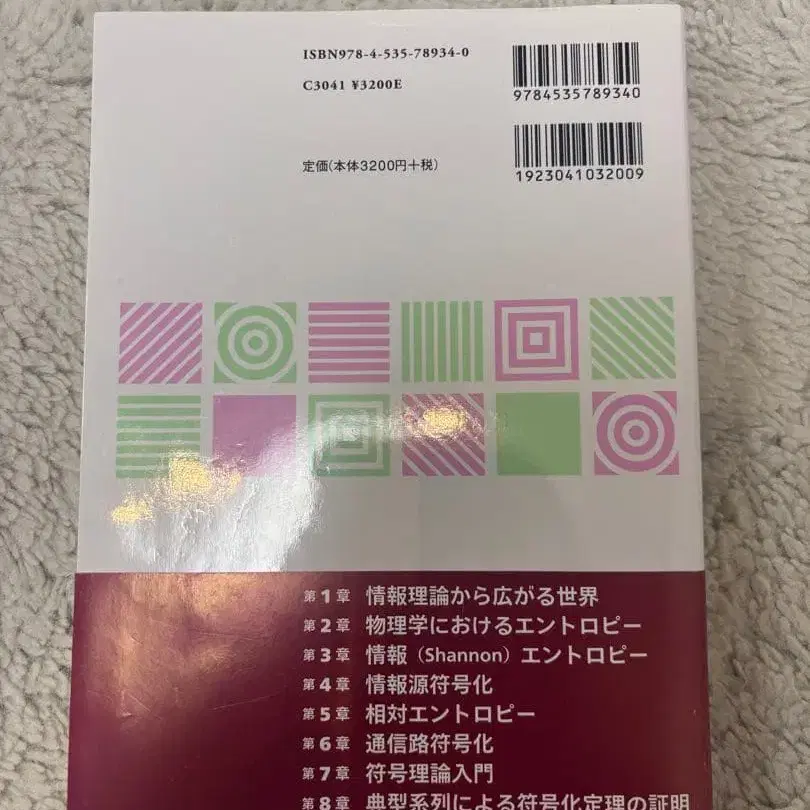 ISBN978-4-535-78934-0
C3041 ¥3200E
9784535789340
定価(本体3200円+税)
1923041032009
第1章 情報理論から広がる世界
第2章 物理学におけるエントロピー
第3章 情報(Shannon)エントロピー
第4章 情報源符号化
第5章 相対エントロピー
第6章 通信路符号化
第7章 符号理論入門
第8章 典型系列による符号化定理の証明